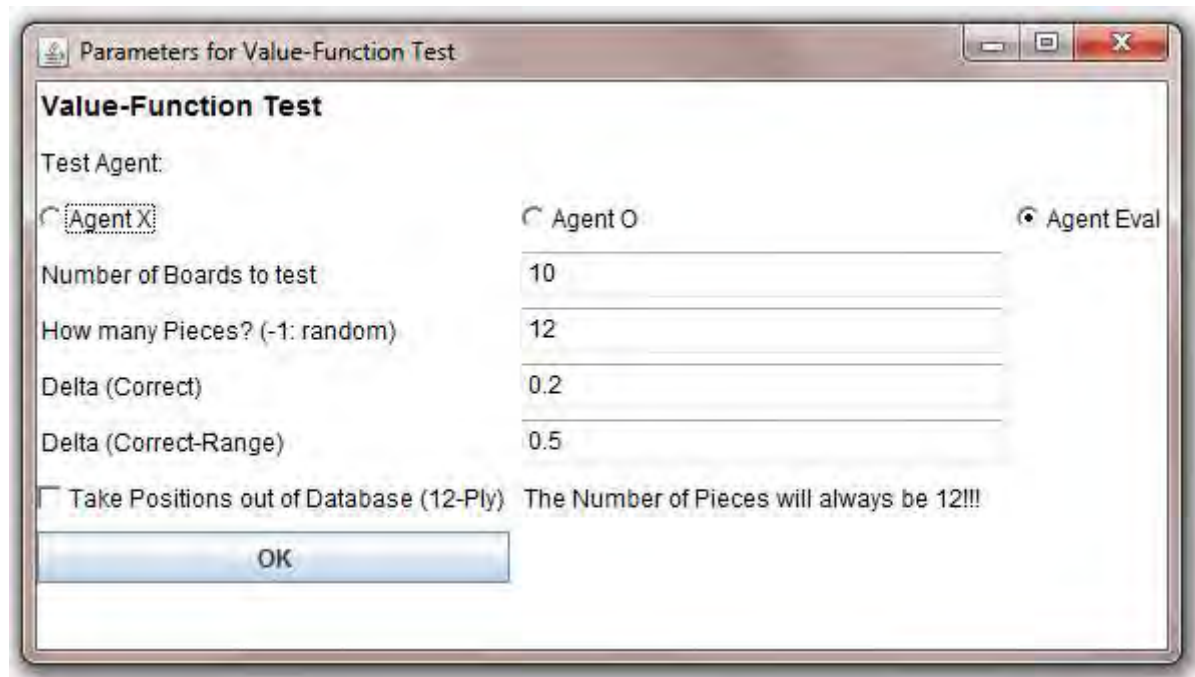 Parameters for Value-Function Test
Value-Function Test
Test Agent:
Agent X Agent O Agent Eval
Number of Boards to test 10
How many Pieces? (-1: random) 12
Delta (Correct) 0.2
Delta (Correct-Range) 0.5
Take Positions out of Database (12-Ply) The Number of Pieces will always be 12!!!
OK